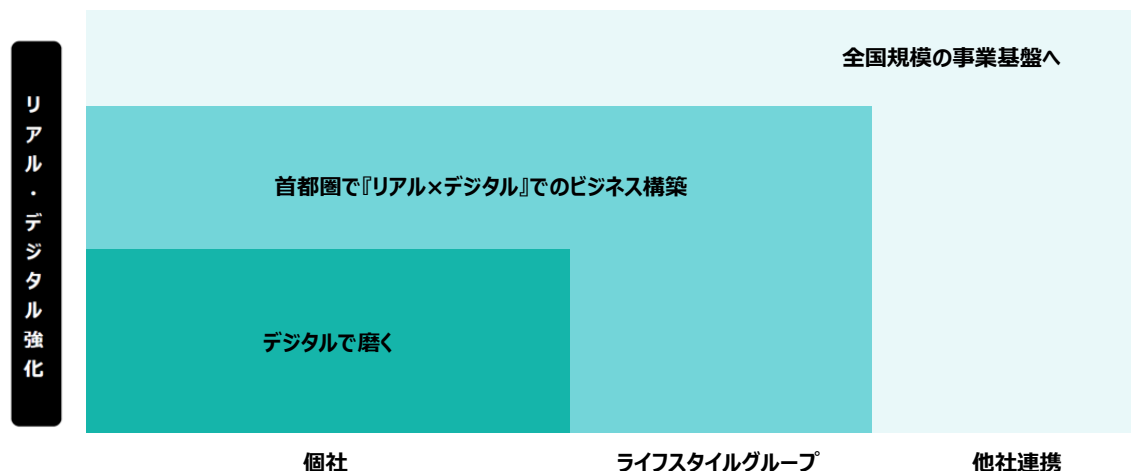 全国規模の事業基盤へ
リアル・デジタル強化
首都圏で『リアル×デジタル』でのビジネス構築
デジタルで磨く
個社
ライフスタイルグループ
他社連携